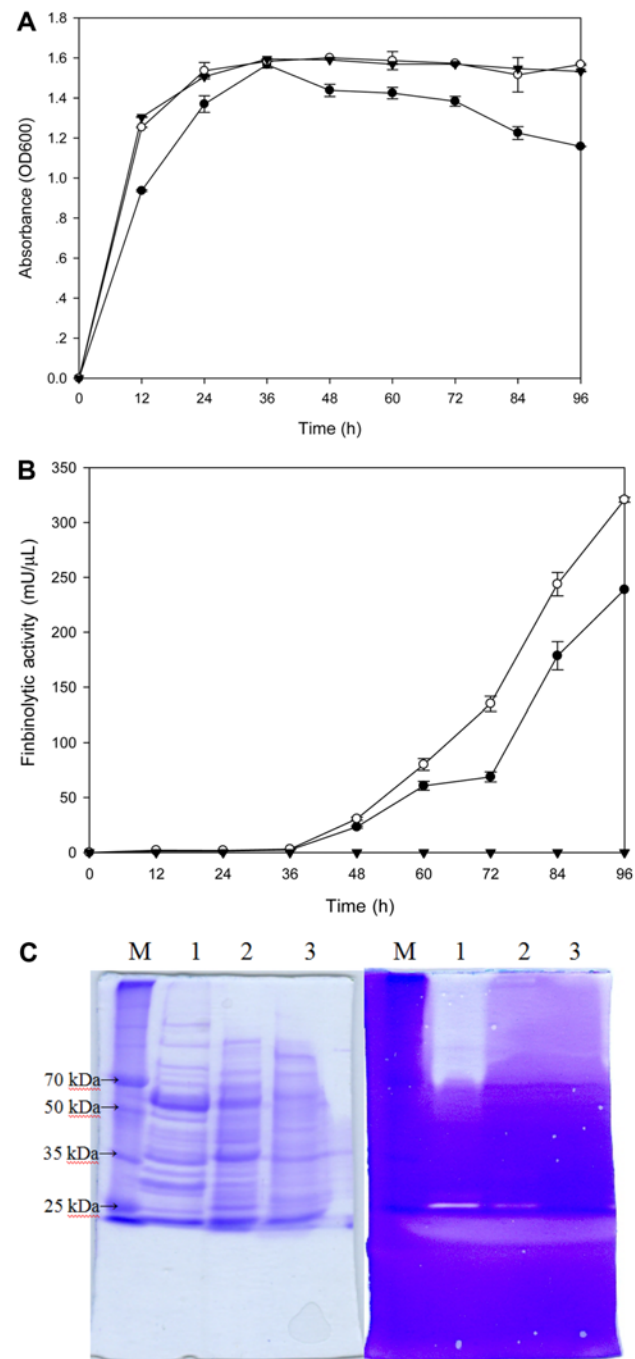 A
1.8
1.6
1.4
1.2
1.0
.8
.6
.4
.2
0.0
Absorbance (OD600)
0 12 24 36 48 60 72 84 96
Time (h)
B
350
300
250
200
150
100
50
0
Finbinolytic activity (mU/μL)
0 12 24 36 48 60 72 84 96
Time (h)
C
M 1 2 3 M 1 2 3
70 kDa→
50 kDa→
35 kDa→
25 kDa→